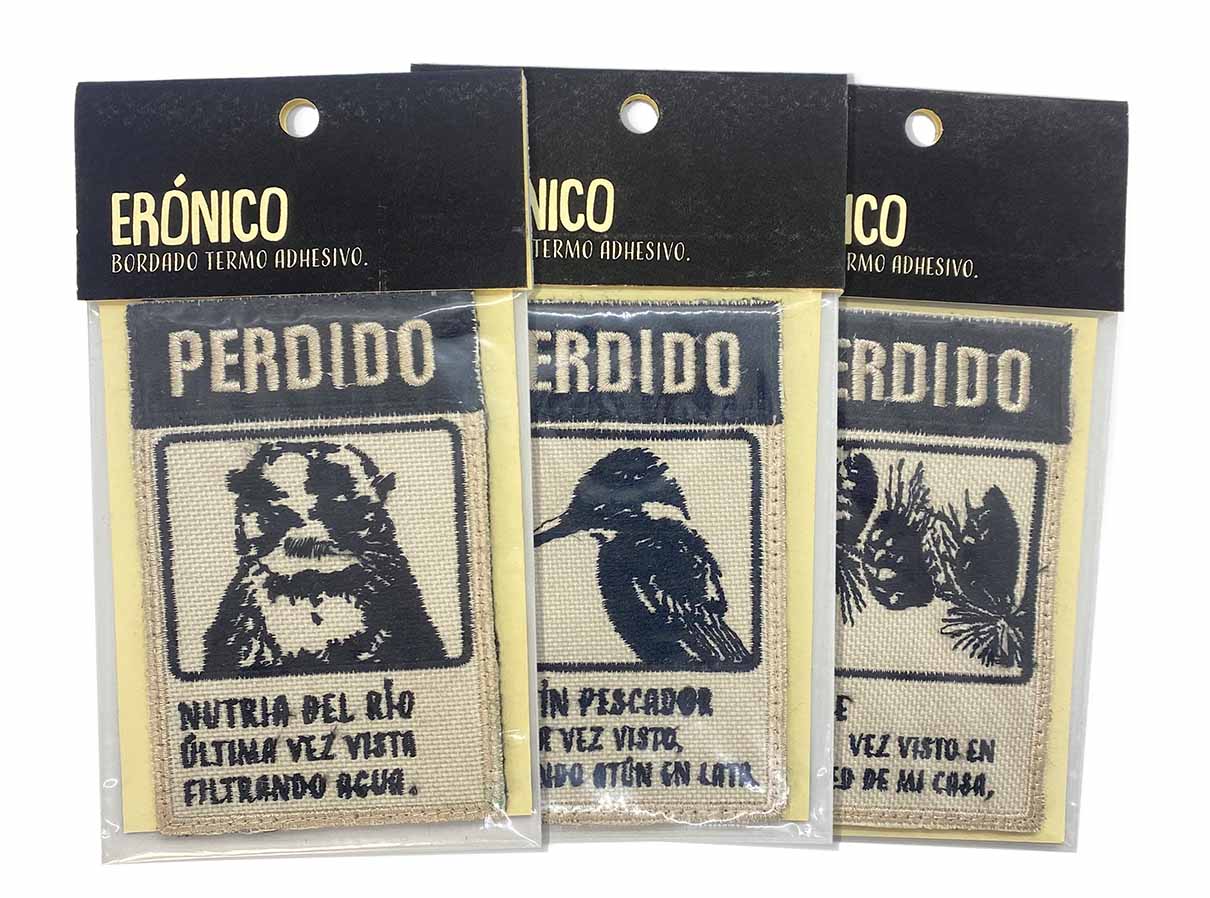 ERÓNICO
BORDADO TERMO ADHESIVO.
PERDIDO
NUTRIA DEL RÍO
ÚLTIMA VEZ VISTA
FILTRANDO AGUA.
NICO
TERMO ADHESIVO.
ERDIDO
ÍN PESCADOR
VEZ VISTO,
NDO ATÚN EN LATA.
ICO
RMO ADHESIVO.
ERDIDO
E
VEZ VISTO EN
ED DE MI CASA,